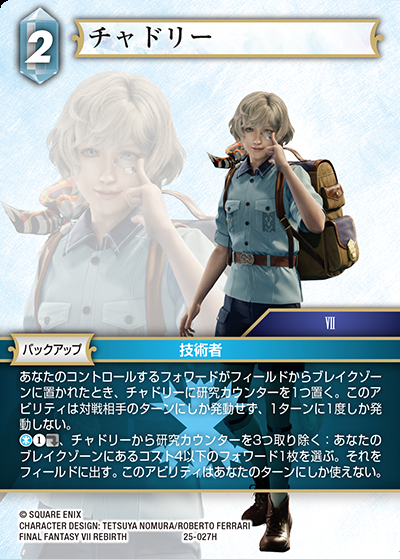 2
チャドリー
VII
バックアップ
技術者
あなたのコントロールするフォワードがフィールドからブレイクゾー
ンに置かれたとき、チャドリーに研究カウンターを1つ置く。このア
ビリティは対戦相手のターンにしか発動せず、1ターンに1度しか発
動しない。
1、チャドリーから研究カウンターを3つ取り除く：あなたの
ブレイクゾーンにあるコスト4以下のフォワード1枚を選ぶ。それを
フィールドに出す。このアビリティはあなたのターンにしか使えない。
© SQUARE ENIX
CHARACTER DESIGN: TETSUYA NOMURA/ROBERTO FERRARI
FINAL FANTASY VII REBIRTH 25-027H